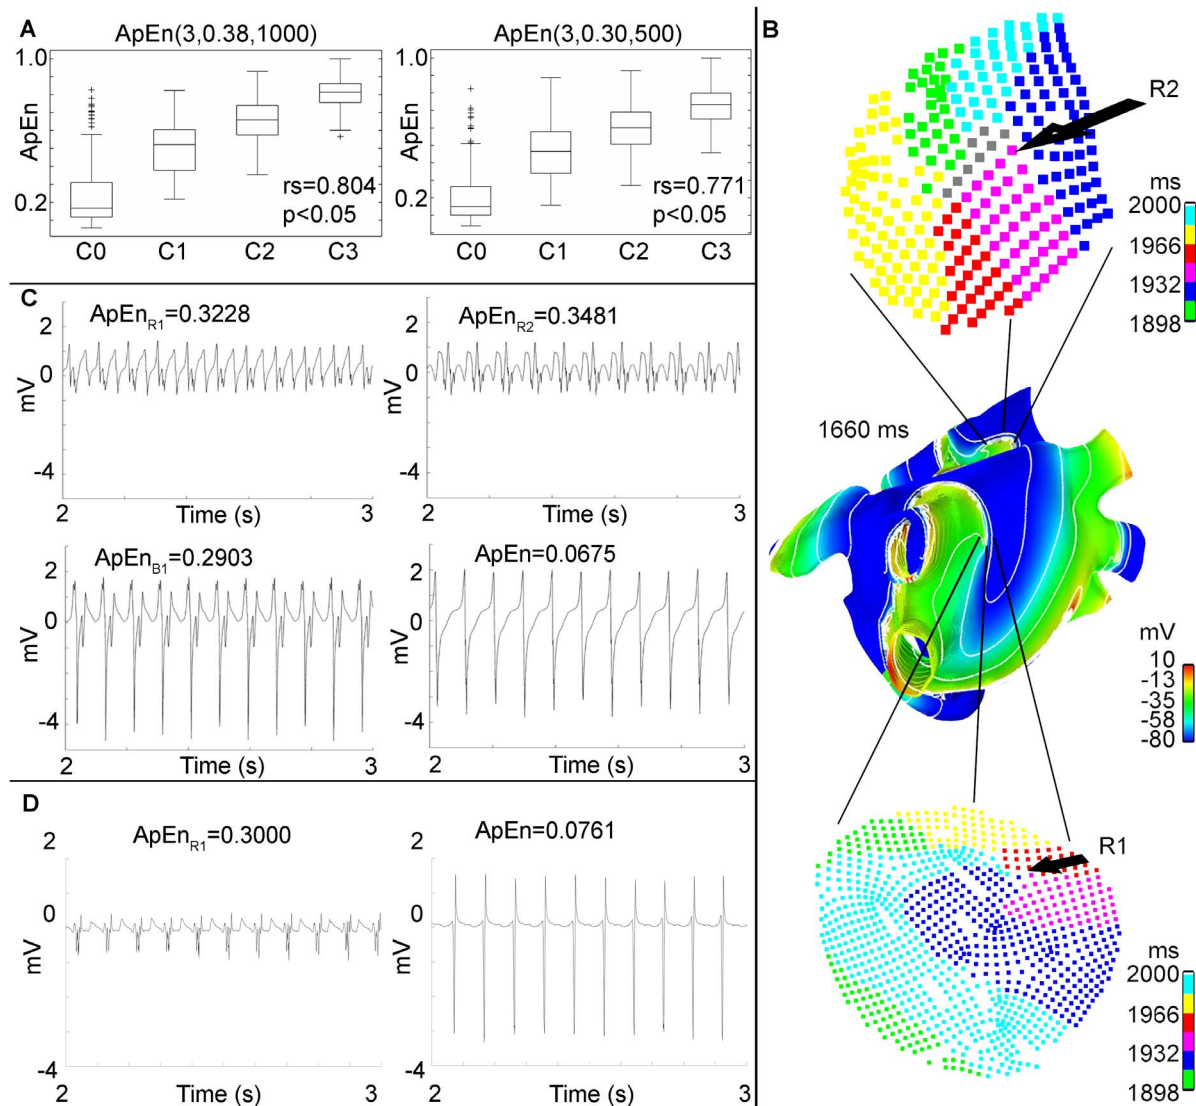 A
ApEn(3,0.38,1000)
1.0
ApEn
0.2
rs=0.804
p<0.05
C0 C1 C2 C3
ApEn(3,0.30,500)
1.0
ApEn
0.2
rs=0.771
p<0.05
C0 C1 C2 C3
B
R2
ms
2000
1966
1932
1898
1660 ms
mV
10
-13
-35
-58
-80
R1
ms
2000
1966
1932
1898
C
ApEnR1=0.3228
2
0
-4
mV
2 Time (s) 3
ApEnR2=0.3481
2
0
-4
mV
2 Time (s) 3
ApEnB1=0.2903
2
0
-4
mV
2 Time (s) 3
ApEn=0.0675
2
0
-4
mV
2 Time (s) 3
D
ApEnR1=0.3000
2
0
-4
mV
2 Time (s) 3
ApEn=0.0761
2
0
-4
mV
2 Time (s) 3